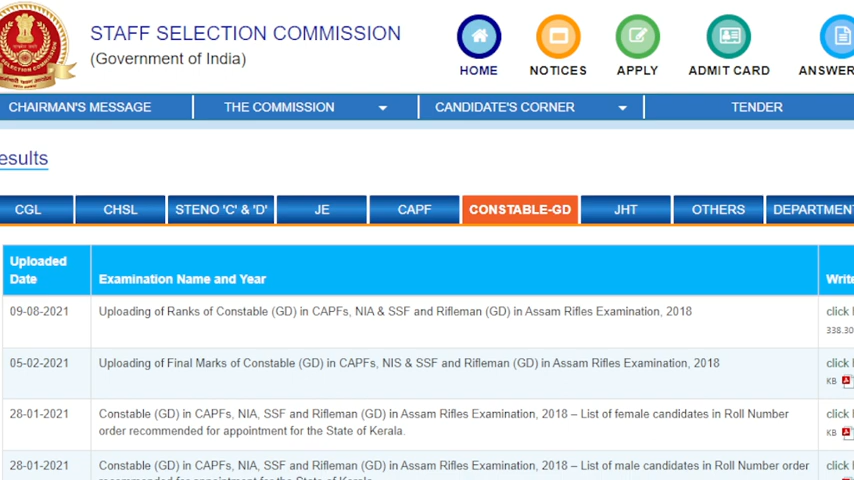 STAFF SELECTION COMMISSION
(Government of India)
HOME
NOTICES
APPLY
ADMIT CARD
ANSWER
CHAIRMAN'S MESSAGE
THE COMMISSION
CANDIDATE'S CORNER
TENDER
esults
CGL
CHSL
STENO 'C' & 'D'
JE
CAPF
CONSTABLE-GD
JHT
OTHERS
DEPARTMENT
Uploaded
Date
Examination Name and Year
Write
09-08-2021
Uploading of Ranks of Constable (GD) in CAPFs, NIA & SSF and Rifleman (GD) in Assam Rifles Examination, 2018
click
338.30
05-02-2021
Uploading of Final Marks of Constable (GD) in CAPFs, NIS & SSF and Rifleman (GD) in Assam Rifles Examination, 2018
click
KB
28-01-2021
Constable (GD) in CAPFs, NIA, SSF and Rifleman (GD) in Assam Rifles Examination, 2018 – List of female candidates in Roll Number
order recommended for appointment for the State of Kerala.
click
KB
28-01-2021
Constable (GD) in CAPFs, NIA, SSF and Rifleman (GD) in Assam Rifles Examination, 2018 – List of male candidates in Roll Number order
click